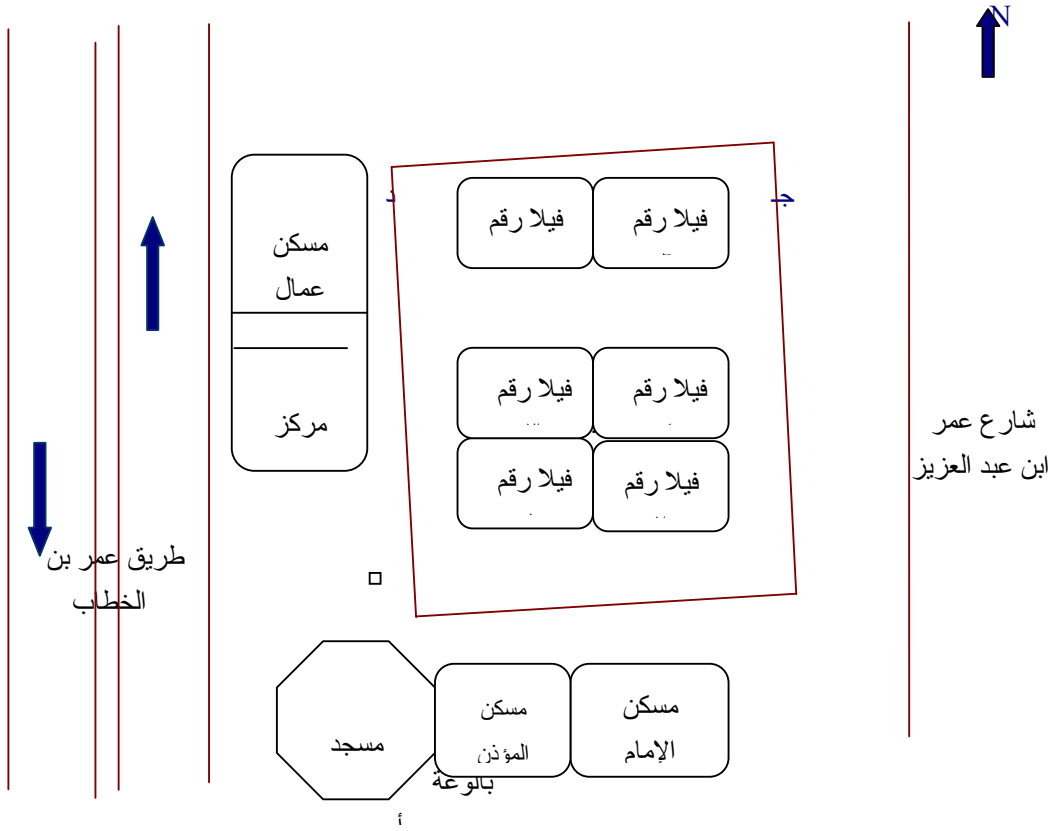 N
د
جـ
فيلا رقم
فيلا رقم
مسكن
عمال
فيلا رقم
فيلا رقم
مركز
شارع عمر
ابن عبد العزيز
فيلا رقم
فيلا رقم
طريق عمر بن
الخطاب
مسكن
الإمام
مسكن
المؤذن
مسجد
بالوعة
أ